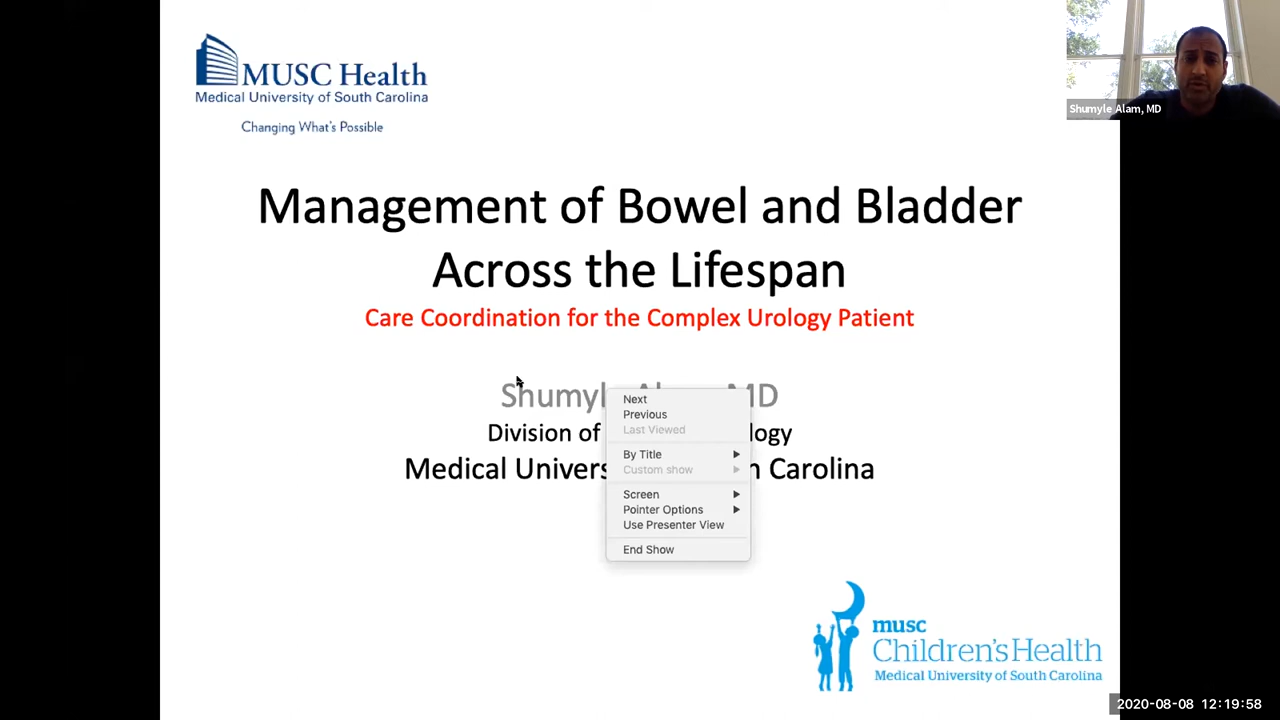 MUSC Health
Medical University of South Carolina
Changing What's Possible
Shumyle Alam, MD
Management of Bowel and Bladder
Across the Lifespan
Care Coordination for the Complex Urology Patient
MD
Division of
Medical
Carolina
Next
Previous
Last Viewed
By Title
Custom show
Screen
Pointer Options
Use Presenter View
End Show
musc
Children's Health
Medical University of South Carolina
2020-08-08 12:19:58